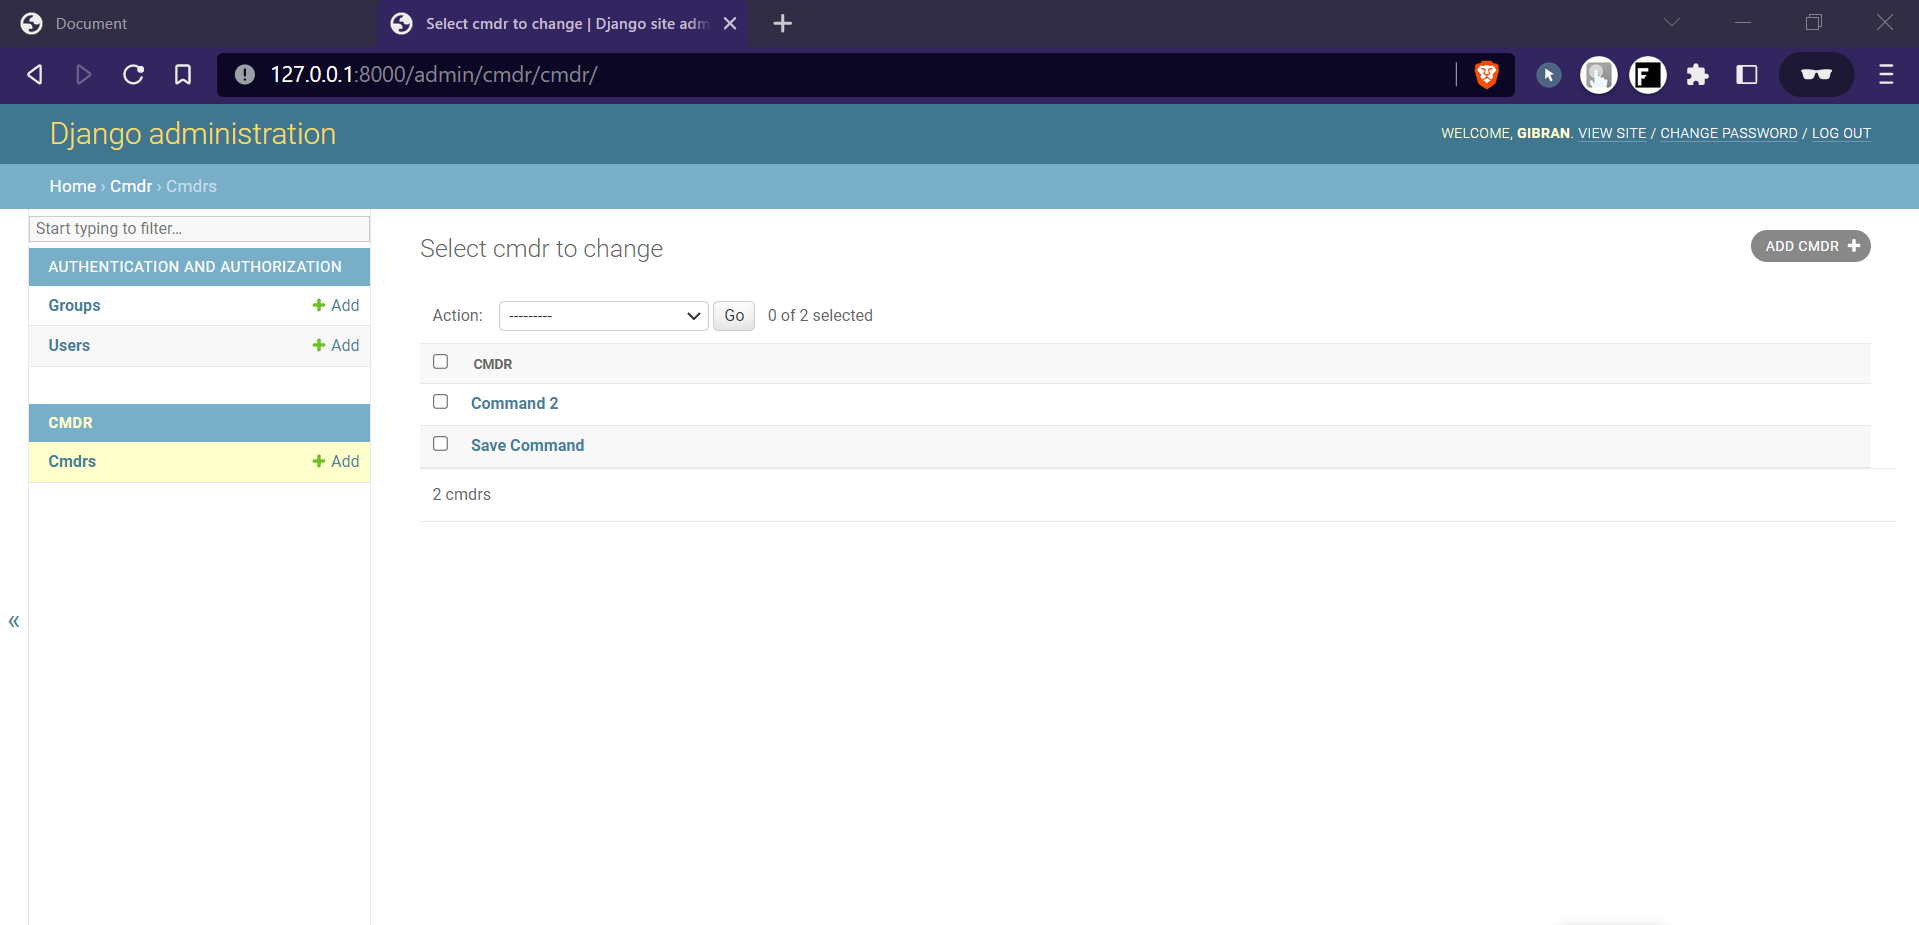 Document
Select cmdr to change | Django site adm
127.0.0.1:8000/admin/cmdr/cmdr/
Django administration
WELCOME, GIBRAN. VIEW SITE / CHANGE PASSWORD / LOG OUT
Home › Cmdr › Cmdrs
Start typing to filter...
AUTHENTICATION AND AUTHORIZATION
Groups
+ Add
Users
+ Add
CMDR
Cmdrs
+ Add
«
Select cmdr to change
ADD CMDR +
Action:
---------
Go
0 of 2 selected
CMDR
Command 2
Save Command
2 cmdrs